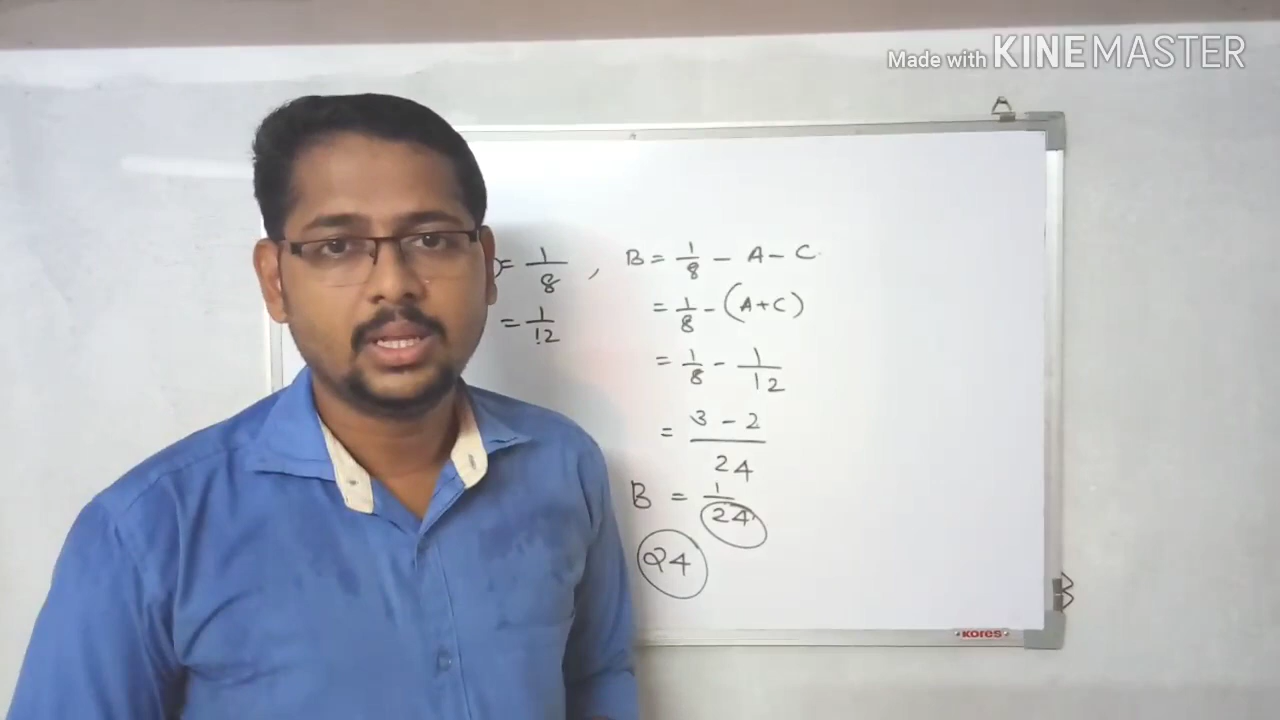 Made with KINEMASTER
) = 1/8 , B = 1/8 - A - C
= 1/8 - (A+C)
= 1/12
= 1/8 - 1/12
= 3 - 2 / 24
B = 1/24
24
KORES